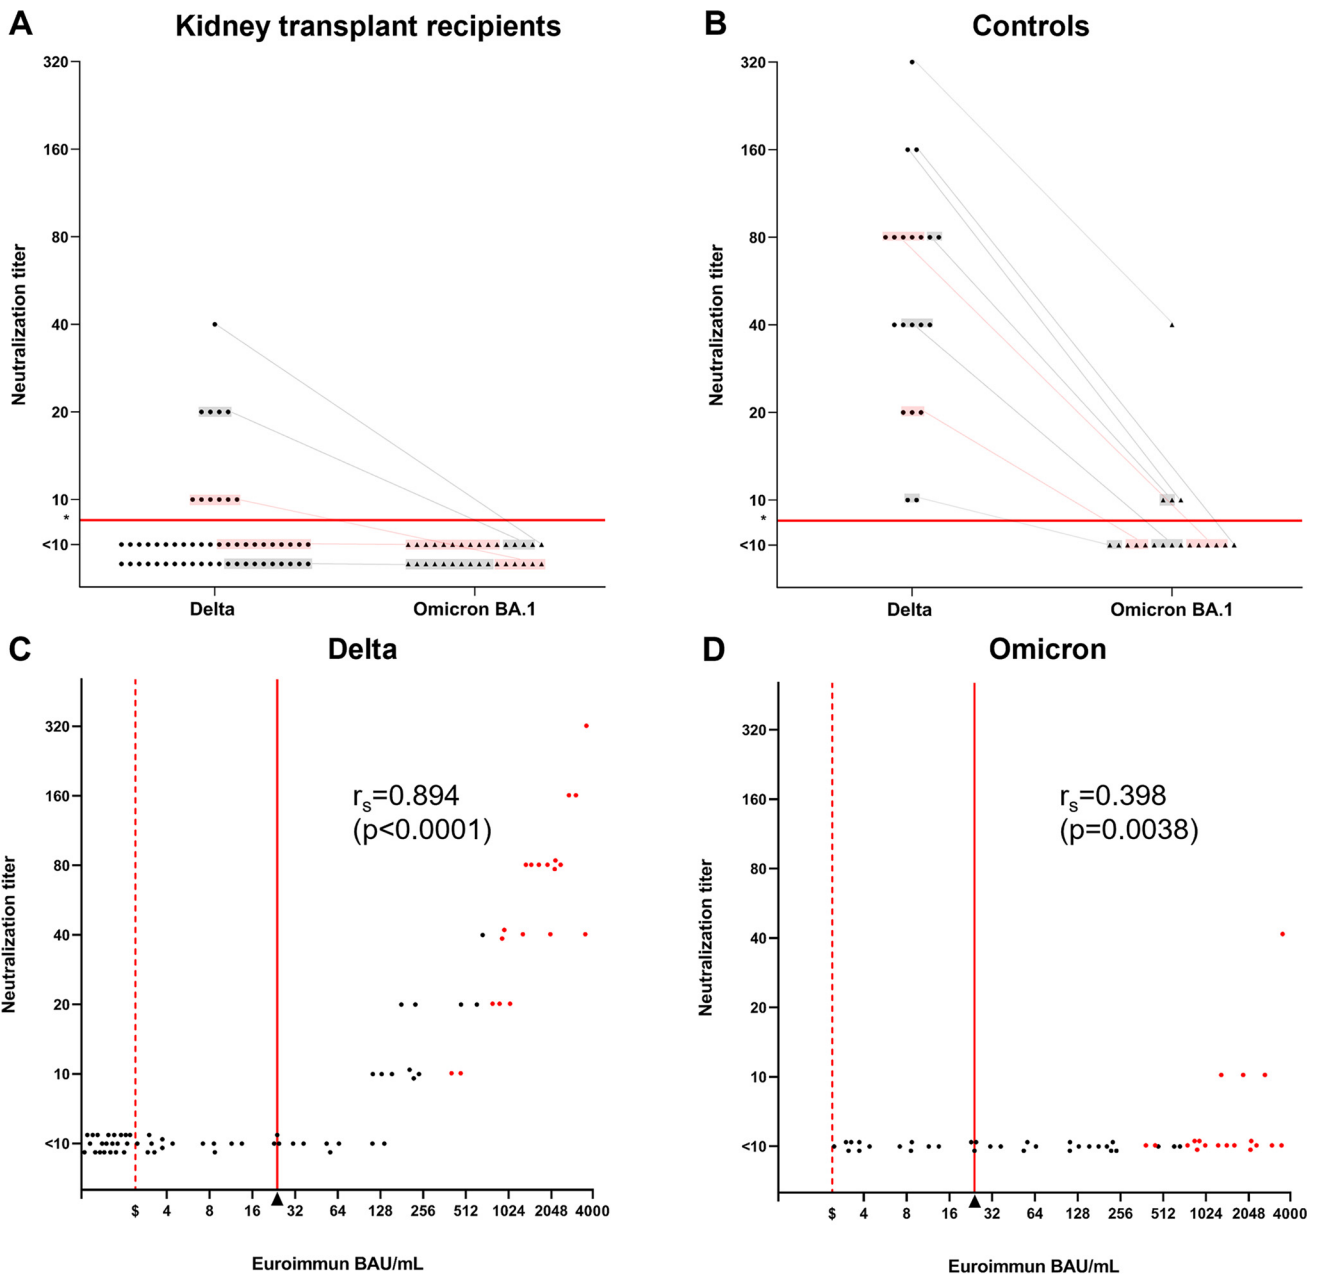 A
Kidney transplant recipients
320
160
80
40
20
10
*
<10
Neutralization titer
Delta
Omicron BA.1
B
Controls
320
160
80
40
20
10
*
<10
Neutralization titer
Delta
Omicron BA.1
C
Delta
320
160
80
40
20
10
<10
Neutralization titer
rs=0.894
(p<0.0001)
$ 4 8 16 32 64 128 256 512 1024 2048 4000
Euroimmun BAU/mL
D
Omicron
320
160
80
40
20
10
<10
Neutralization titer
rs=0.398
(p=0.0038)
$ 4 8 16 32 64 128 256 512 1024 2048 4000
Euroimmun BAU/mL